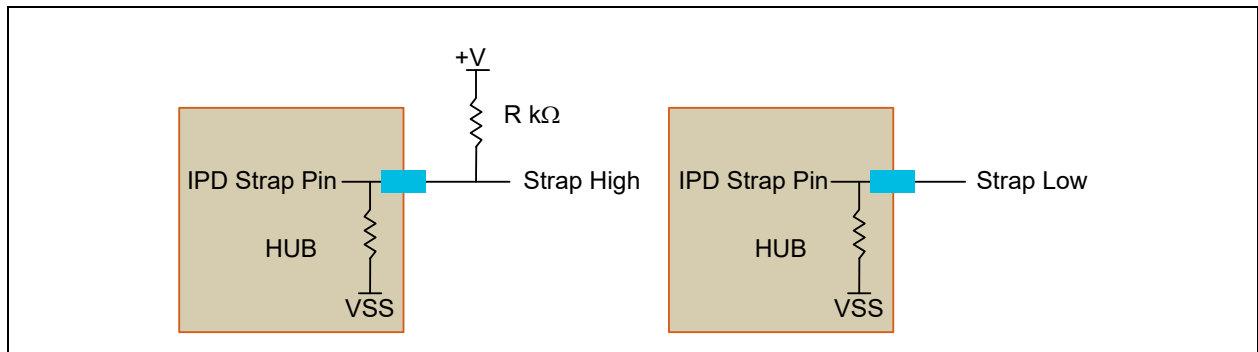 +V
R kΩ
IPD Strap Pin
Strap High
HUB
VSS
IPD Strap Pin
Strap Low
HUB
VSS